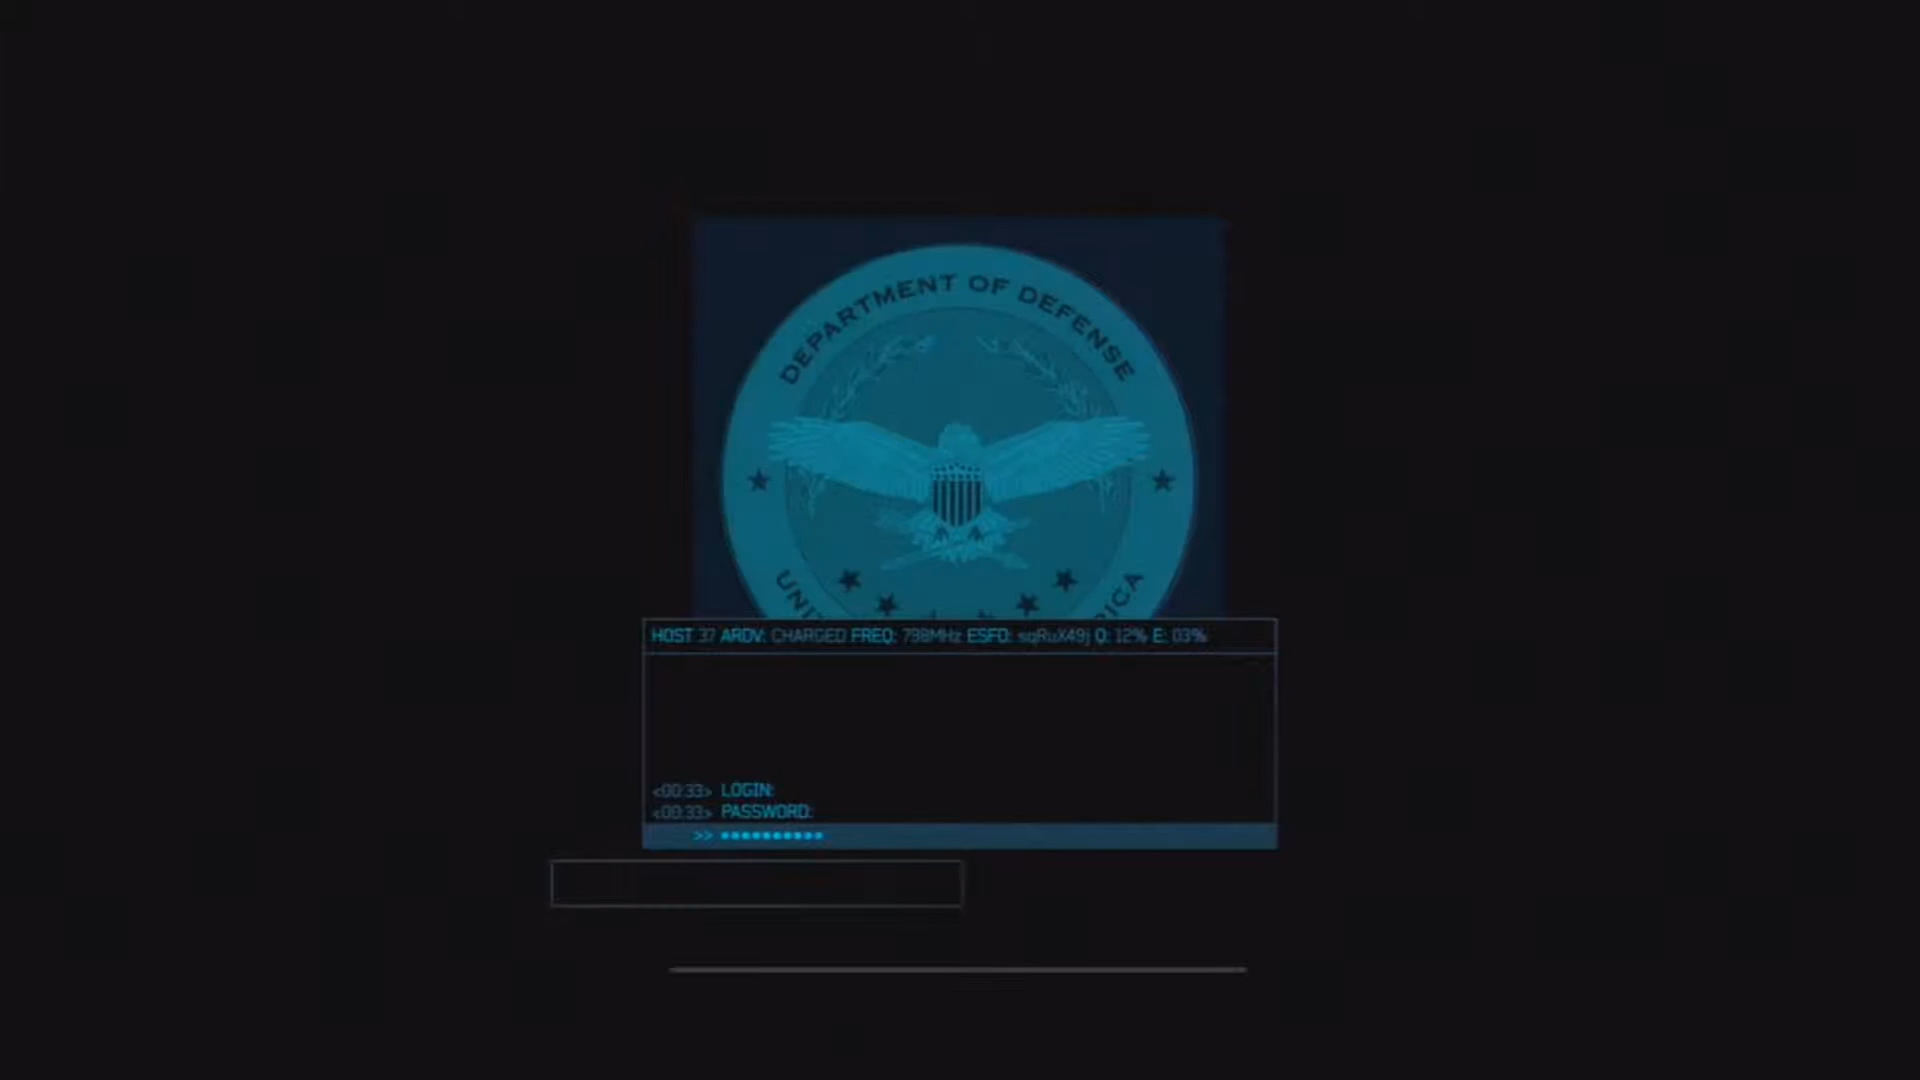 DEPARTMENT OF DEFENSE
HOST 37 ARDV: CHARGED FREQ: 798MHz ESFD: sqRuX49j Q: 12% E: 03%
<00:33> LOGIN:
<00:33> PASSWORD:
>> ••••••••••